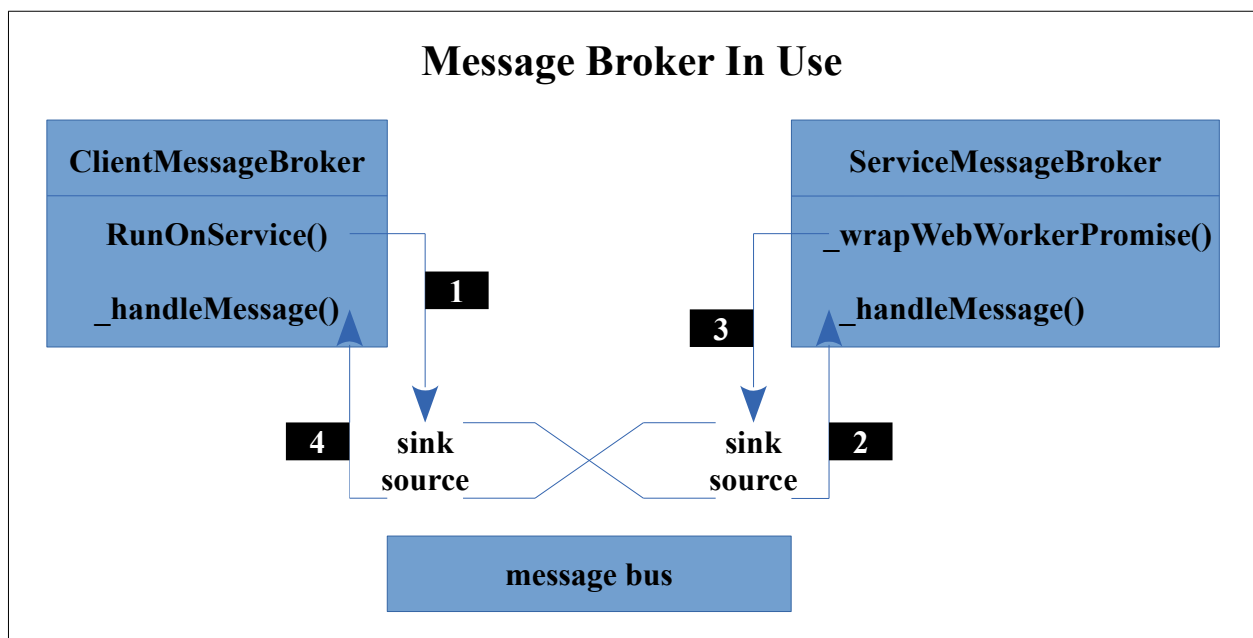 Message Broker In Use
ClientMessageBroker
ServiceMessageBroker
RunOnService()
_wrapWebWorkerPromise()
1
_handleMessage()
3
_handleMessage()
4
sink
source
sink
source
2
message bus